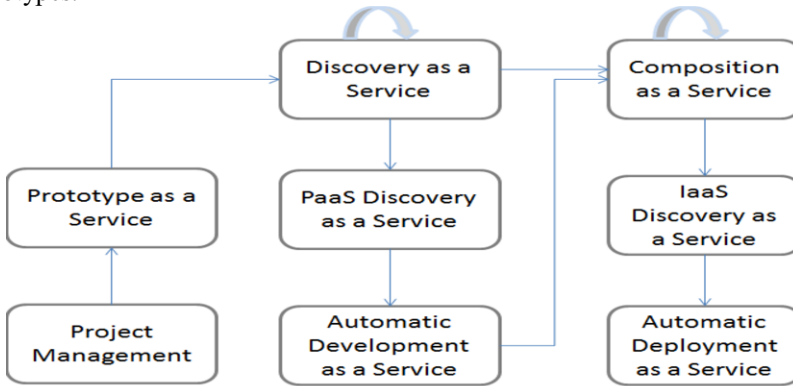 Discovery as a
Service
Composition
as a Service
Prototype as a
Service
PaaS Discovery
as a Service
IaaS
Discovery as
a Service
Project
Management
Automatic
Development
as a Service
Automatic
Deployment
as a Service